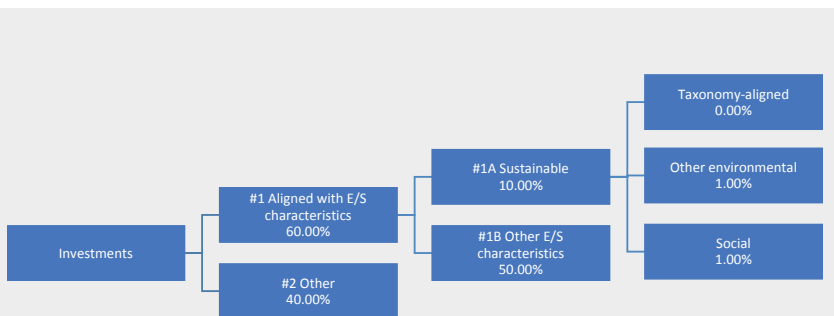 Investments
#1 Aligned with E/S
characteristics
60.00%
#2 Other
40.00%
#1A Sustainable
10.00%
#1B Other E/S
characteristics
50.00%
Taxonomy-aligned
0.00%
Other environmental
1.00%
Social
1.00%